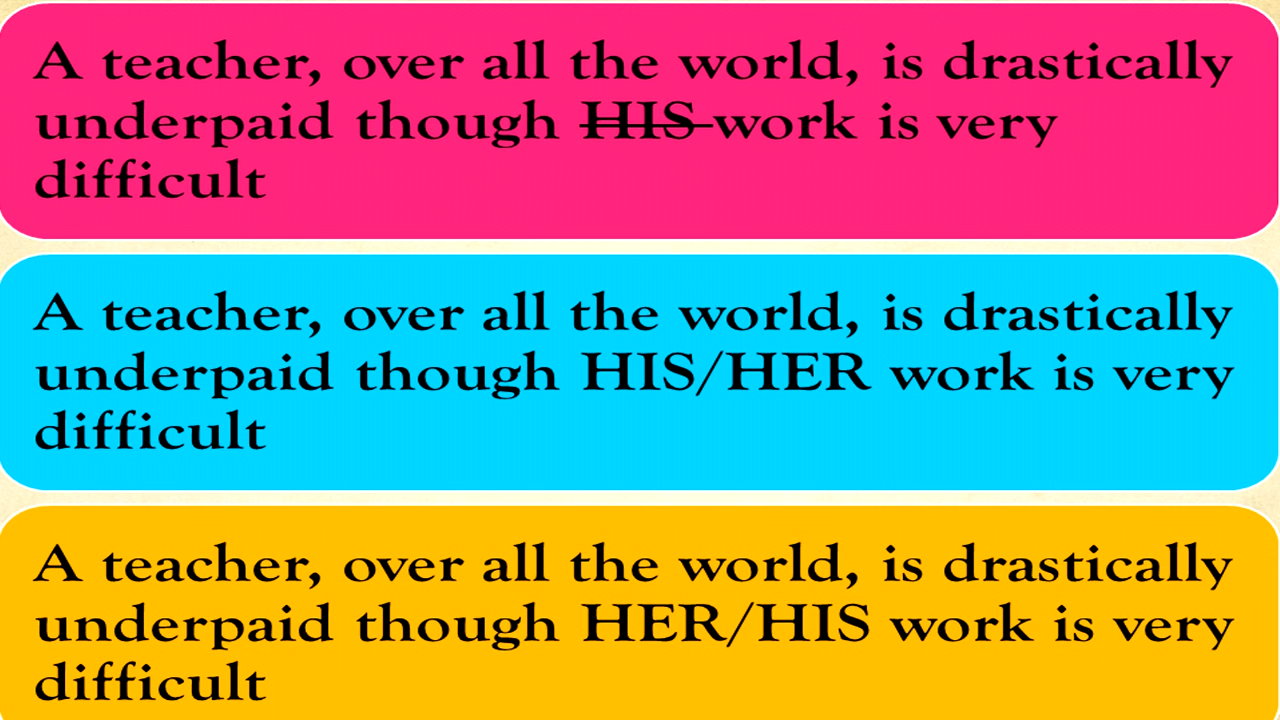 A teacher, over all the world, is drastically
underpaid though HIS work is very
difficult
A teacher, over all the world, is drastically
underpaid though HIS/HER work is very
difficult
A teacher, over all the world, is drastically
underpaid though HER/HIS work is very
difficult